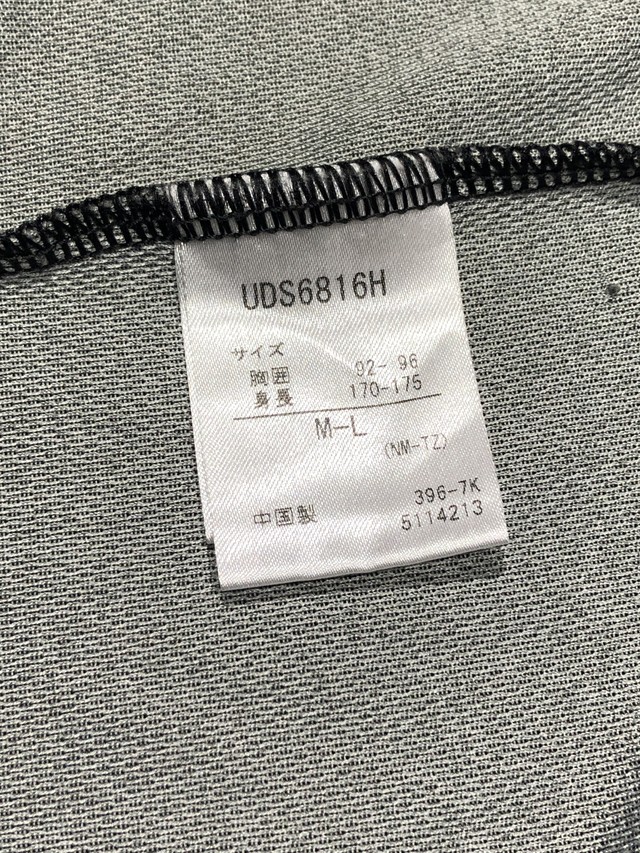 UDS6816H
サイズ
胸囲 92- 96
身長 170-175
M-L
(NM-TZ)
396-7K
中国製 5114213